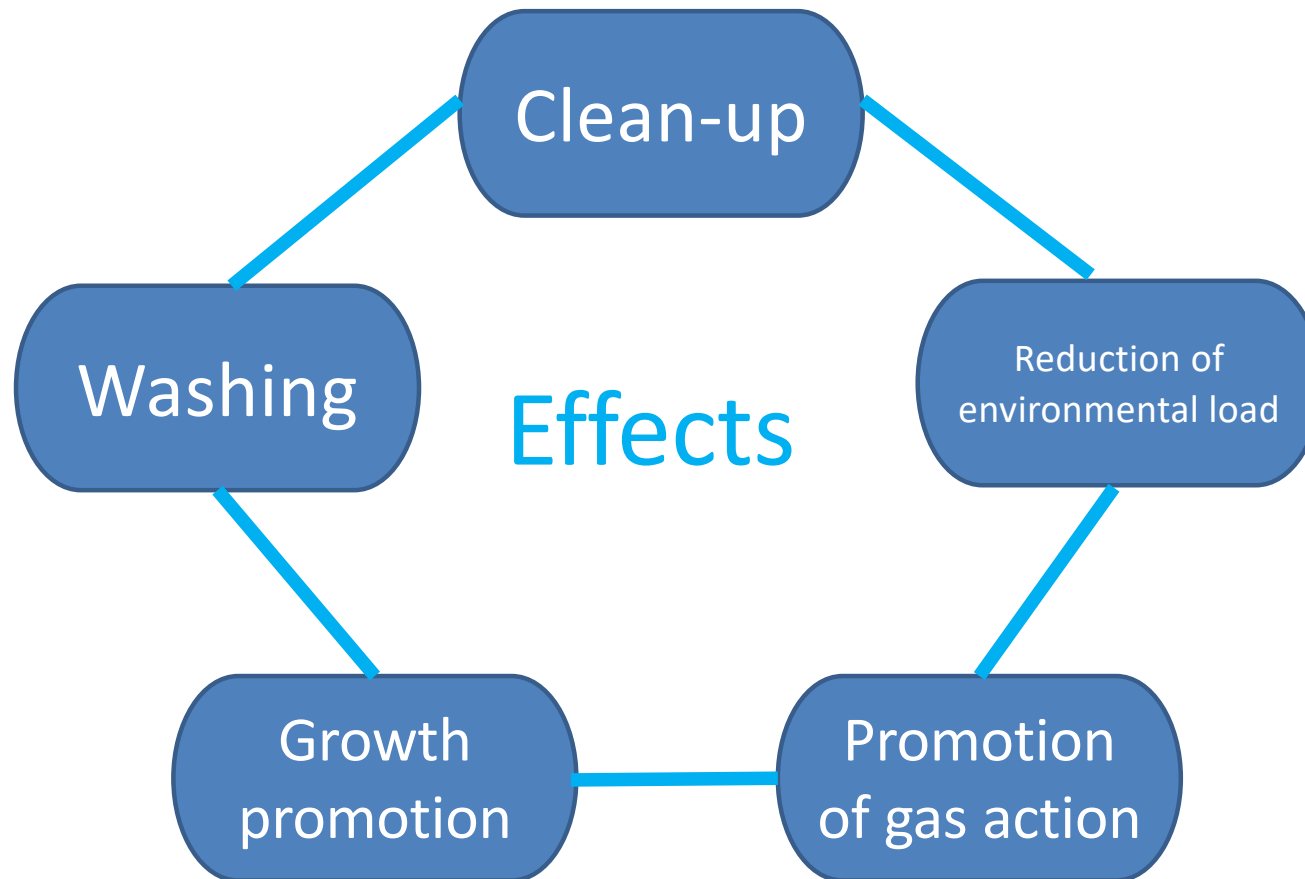 Clean-up
Washing
Effects
Reduction of
environmental load
Growth
promotion
Promotion
of gas action